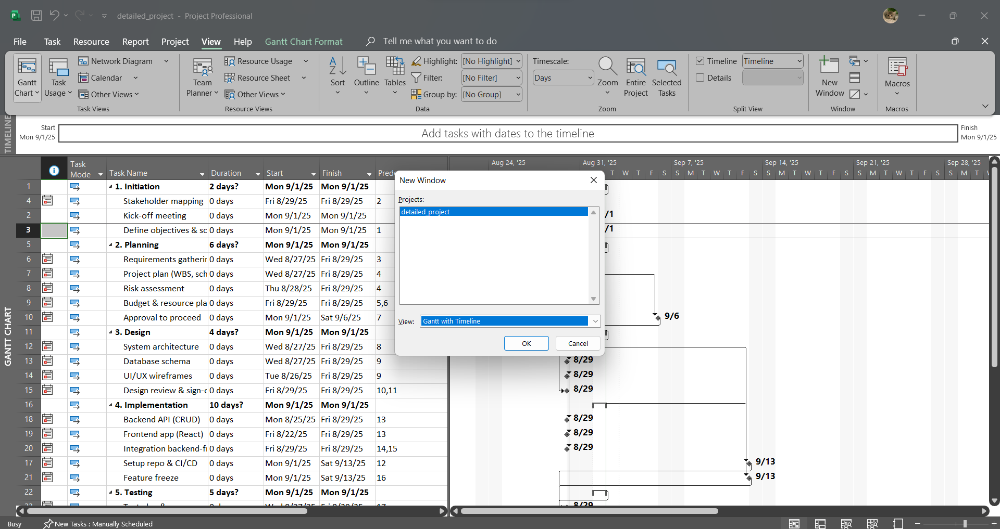 detailed_project - Project Professional
File Task Resource Report Project View Help Gantt Chart Format Tell me what you want to do
Gantt Chart
Task Usage
Network Diagram
Calendar
Other Views
Task Views
Team Planner
Resource Usage
Resource Sheet
Other Views
Resource Views
Sort
Outline
Tables
Highlight: [No Highlight]
Filter: [No Filter]
Group by: [No Group]
Data
Timescale:
Days
Zoom
Entire Project
Selected Tasks
Zoom
Timeline Timeline
Details
Split View
New Window
Window
Macros
Macros
TIMELINE
Start
Mon 9/1/25
Add tasks with dates to the timeline
Finish
Mon 9/1/25
GANTT CHART
Task Mode Task Name Duration Start Finish Prede
Aug 24, '25 Aug 31, '25 Sep 7, '25 Sep 14, '25 Sep 21, '25 Sep 28, '25
T W T F S S M T W T F S S M T W T F S S M T W T F S S M T
1 1. Initiation 2 days? Mon 9/1/25 Mon 9/1/25
4 Stakeholder mapping 0 days Fri 8/29/25 Fri 8/29/25 2
2 Kick-off meeting 0 days Mon 9/1/25 Mon 9/1/25 /1
3 Define objectives & sc 0 days Mon 9/1/25 Mon 9/1/25 1 /1
5 2. Planning 6 days? Mon 9/1/25 Mon 9/1/25
6 Requirements gatherin 0 days Wed 8/27/25 Fri 8/29/25 3
7 Project plan (WBS, sch 0 days Wed 8/27/25 Fri 8/29/25 4
8 Risk assessment 0 days Thu 8/28/25 Fri 8/29/25 4
9 Budget & resource pla 0 days Fri 8/29/25 Fri 8/29/25 5,6
10 Approval to proceed 0 days Mon 9/1/25 Sat 9/6/25 7 9/6
11 3. Design 4 days? Mon 9/1/25 Mon 9/1/25
12 System architecture 0 days Wed 8/27/25 Fri 8/29/25 8
13 Database schema 0 days Wed 8/27/25 Fri 8/29/25 9 8/29
14 UI/UX wireframes 0 days Tue 8/26/25 Fri 8/29/25 9 8/29
15 Design review & sign-o 0 days Fri 8/29/25 Fri 8/29/25 10,11 8/29
16 4. Implementation 10 days? Mon 9/1/25 Mon 9/1/25
18 Backend API (CRUD) 0 days Mon 8/25/25 Fri 8/29/25 13 8/29
19 Frontend app (React) 0 days Fri 8/22/25 Fri 8/29/25 13 8/29
20 Integration backend-fr 0 days Fri 8/29/25 Fri 8/29/25 14,15 8/29
17 Setup repo & CI/CD 0 days Mon 9/1/25 Sat 9/13/25 12 9/13
21 Feature freeze 0 days Mon 9/1/25 Sat 9/13/25 16 9/13
22 5. Testing 5 days? Mon 9/1/25 Mon 9/1/25
8/29
New Window
Projects:
detailed_project
View: Gantt with Timeline
OK Cancel
Busy New Tasks : Manually Scheduled